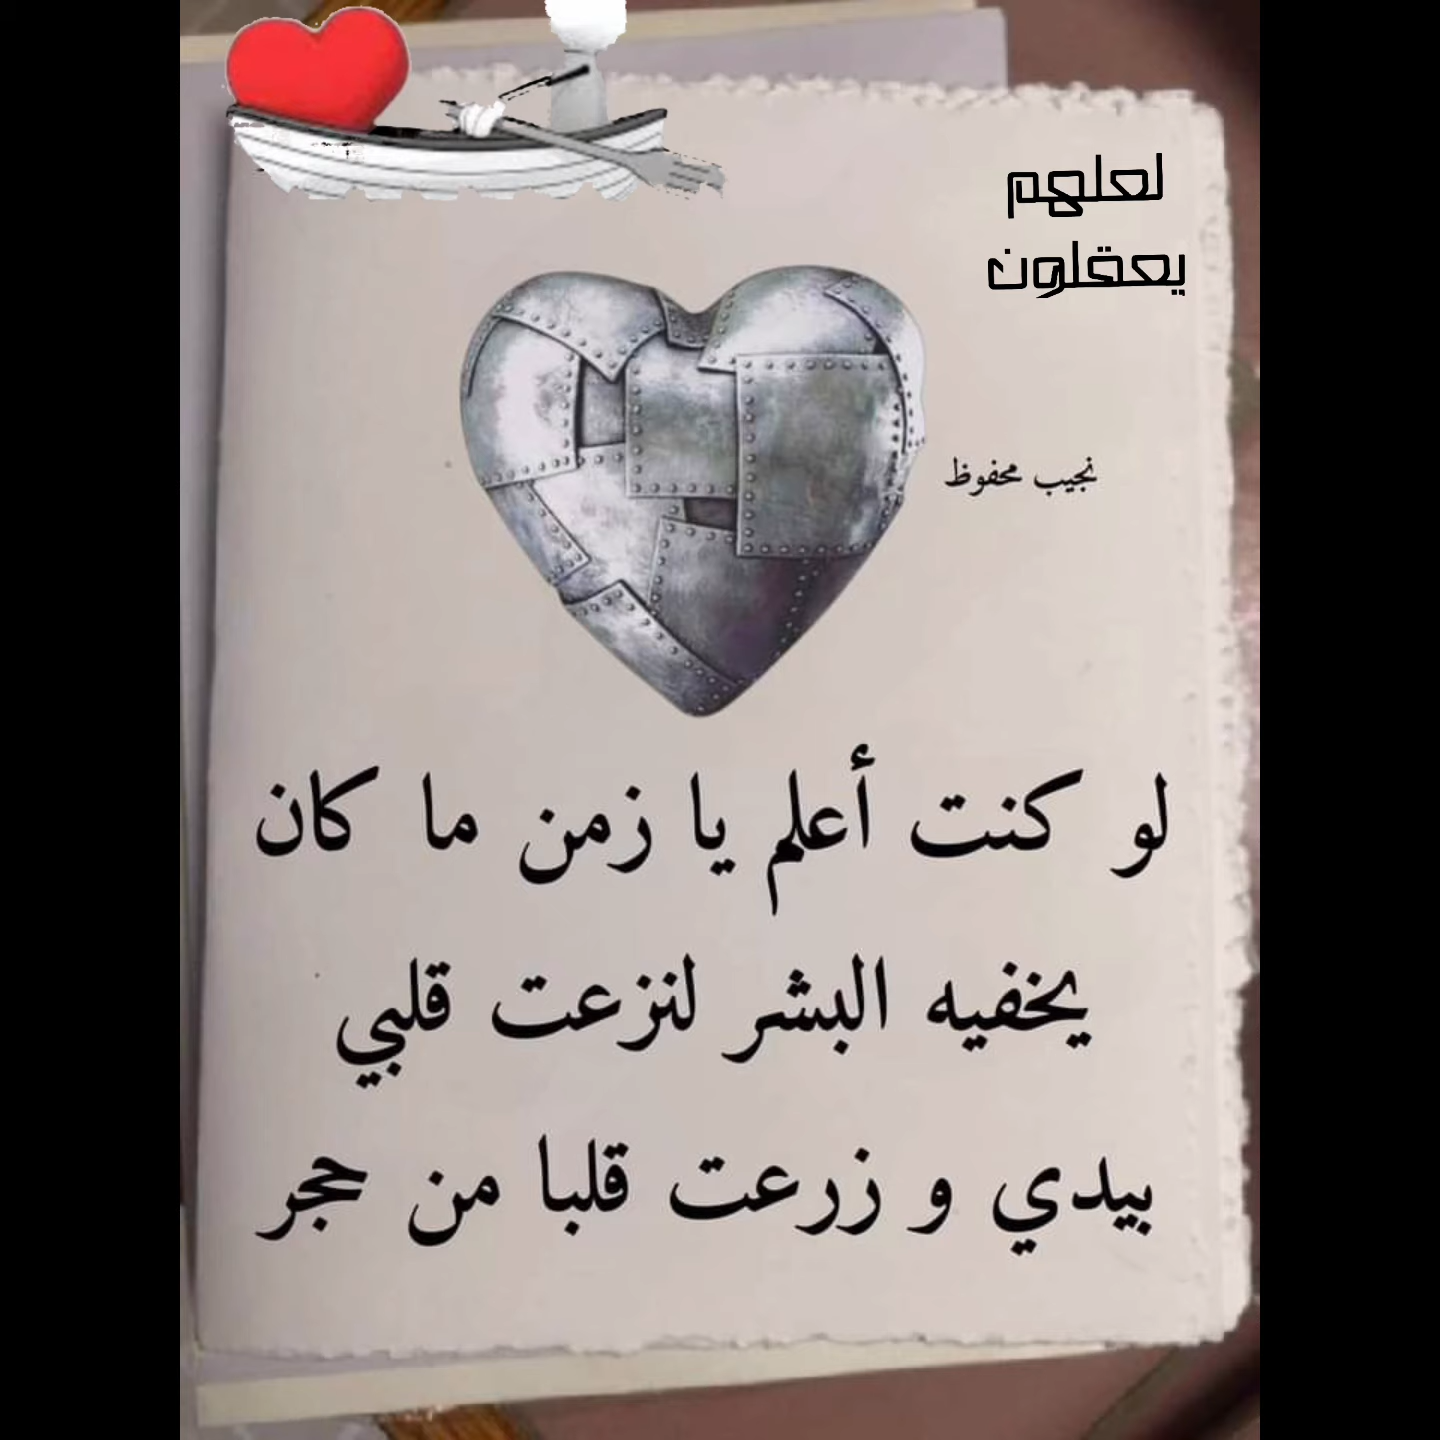 لعلهم
يعقلون
نجيب محفوظ
لو كنت أعلم يا زمن ما كان
يخفيه البشر لنزعت قلبي
بيدي و زرعت قلبا من حجر